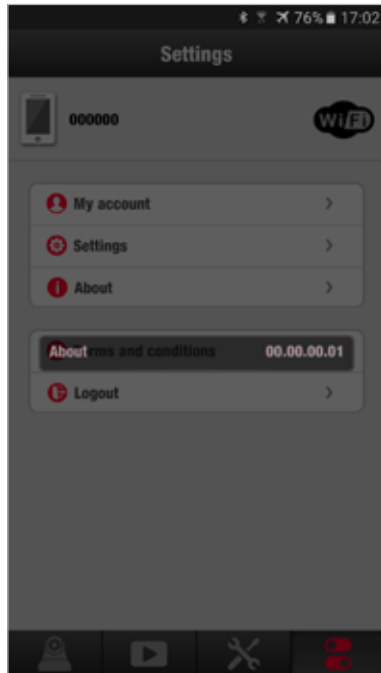 76% 17:02
Settings
000000
WiFi
My account
Settings
About
About rms and conditions 00.00.00.01
Logout